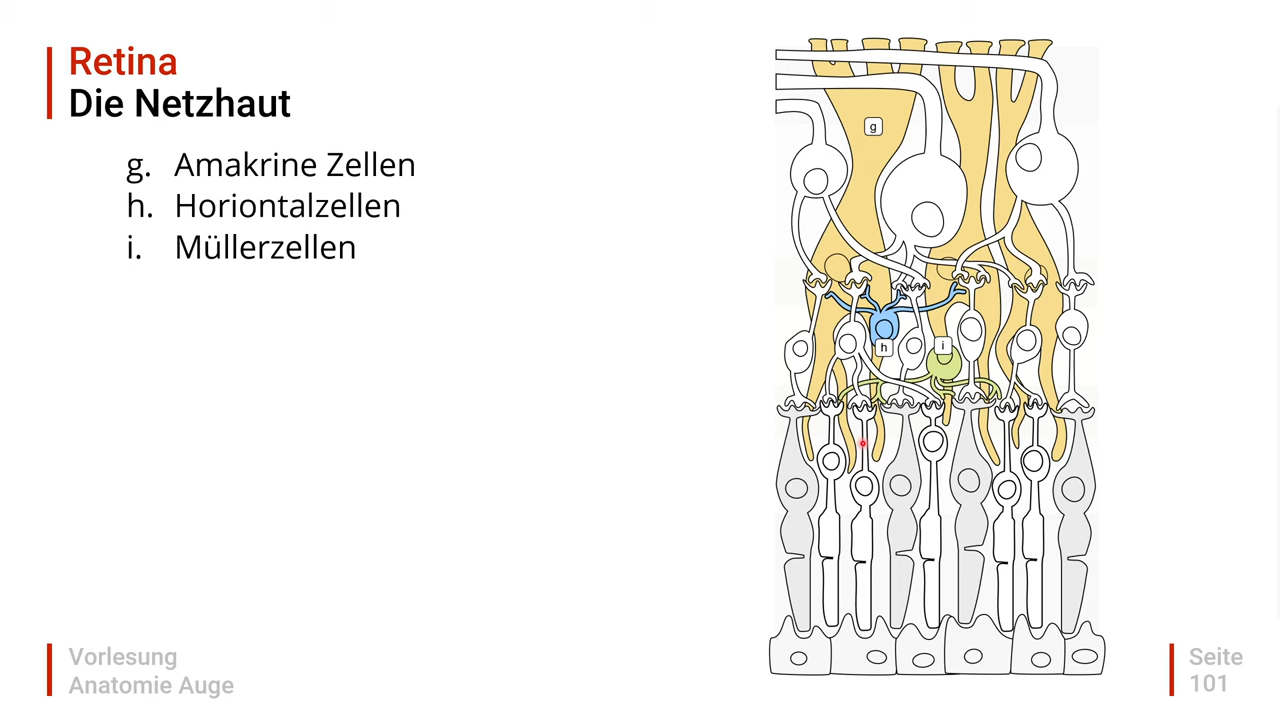 Retina
Die Netzhaut
g. Amakrine Zellen
h. Horiontalzellen
i. Müllerzellen
g
h
i
Vorlesung
Anatomie Auge
Seite
101